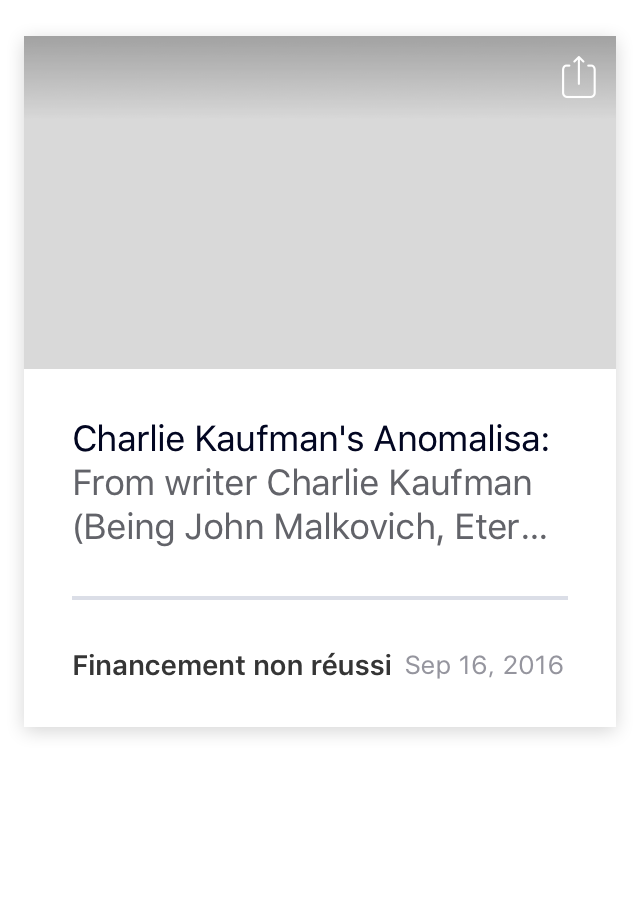 Charlie Kaufman's Anomalisa:
From writer Charlie Kaufman
(Being John Malkovich, Eter...
Financement non réussi Sep 16, 2016